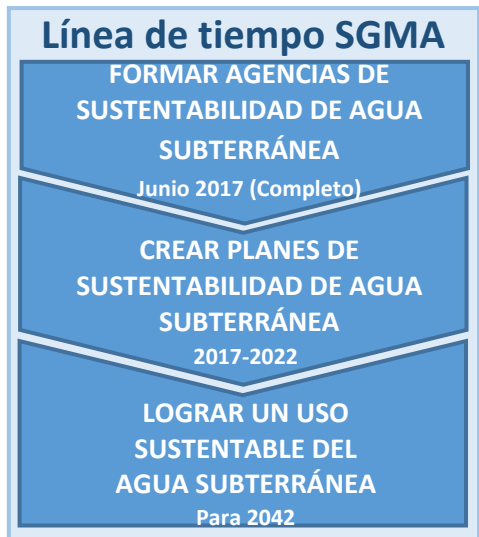 Línea de tiempo SGMA
FORMAR AGENCIAS DE
SUSTENTABILIDAD DE AGUA
SUBTERRÁNEA
Junio 2017 (Completo)
CREAR PLANES DE
SUSTENTABILIDAD DE AGUA
SUBTERRÁNEA
2017-2022
LOGRAR UN USO
SUSTENTABLE DEL
AGUA SUBTERRÁNEA
Para 2042